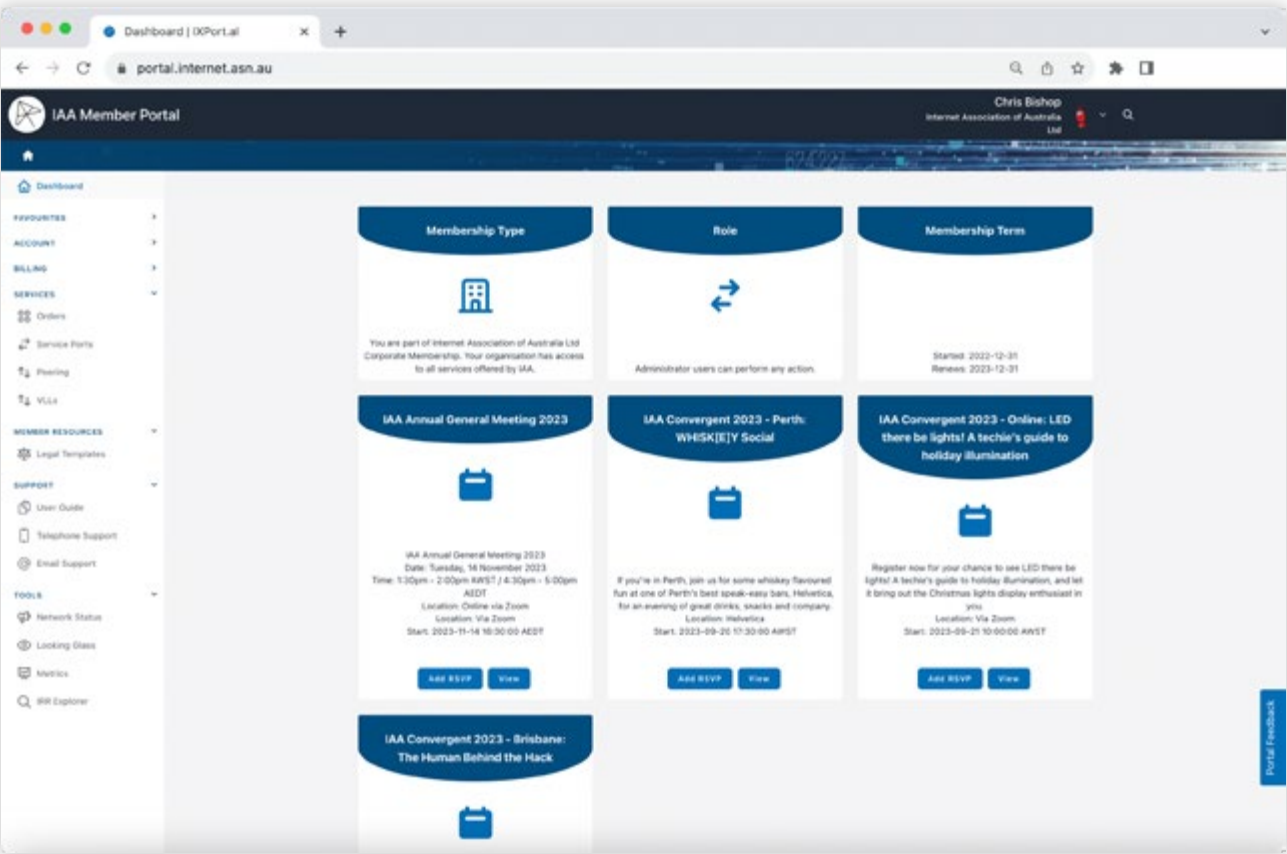 Dashboard | IXPort.al
portal.internet.asn.au
IAA Member Portal
Chris Bishop
Internet Association of Australia
Ltd
Dashboard
FAVOURITES
ACCOUNT
BILLING
SERVICES
Orders
Service Ports
Peering
VLLs
MEMBER RESOURCES
Legal Templates
SUPPORT
User Guide
Telephone Support
Email Support
TOOLS
Network Status
Looking Glass
Metrics
IRR Explorer
Membership Type
You are part of Internet Association of Australia Ltd
Corporate Membership. Your organisation has access
to all services offered by IAA.
Role
Administrator users can perform any action.
Membership Term
Started: 2022-12-31
Renews: 2023-12-31
IAA Annual General Meeting 2023
IAA Annual General Meeting 2023
Date: Tuesday, 14 November 2023
Time: 1:30pm - 2:00pm AWST / 4:30pm - 5:00pm
AEDT
Location: Online via Zoom
Location: Via Zoom
Start: 2023-11-14 16:30:00 AEDT
Add RSVP View
IAA Convergent 2023 - Perth:
WHISK[E]Y Social
If you're in Perth, join us for some whiskey flavoured
fun at one of Perth's best speak-easy bars, Helvetica,
for an evening of great drinks, snacks and company.
Location: Helvetica
Start: 2023-09-20 17:30:00 AWST
Add RSVP View
IAA Convergent 2023 - Online: LED
there be lights! A techie's guide to
holiday illumination
Register now for your chance to see LED there be
lights! A techie's guide to holiday illumination, and let
it bring out the Christmas lights display enthusiast in
you
Location: Via Zoom
Start: 2023-09-21 10:00:00 AWST
Add RSVP View
IAA Convergent 2023 - Brisbane:
The Human Behind the Hack
Portal Feedback